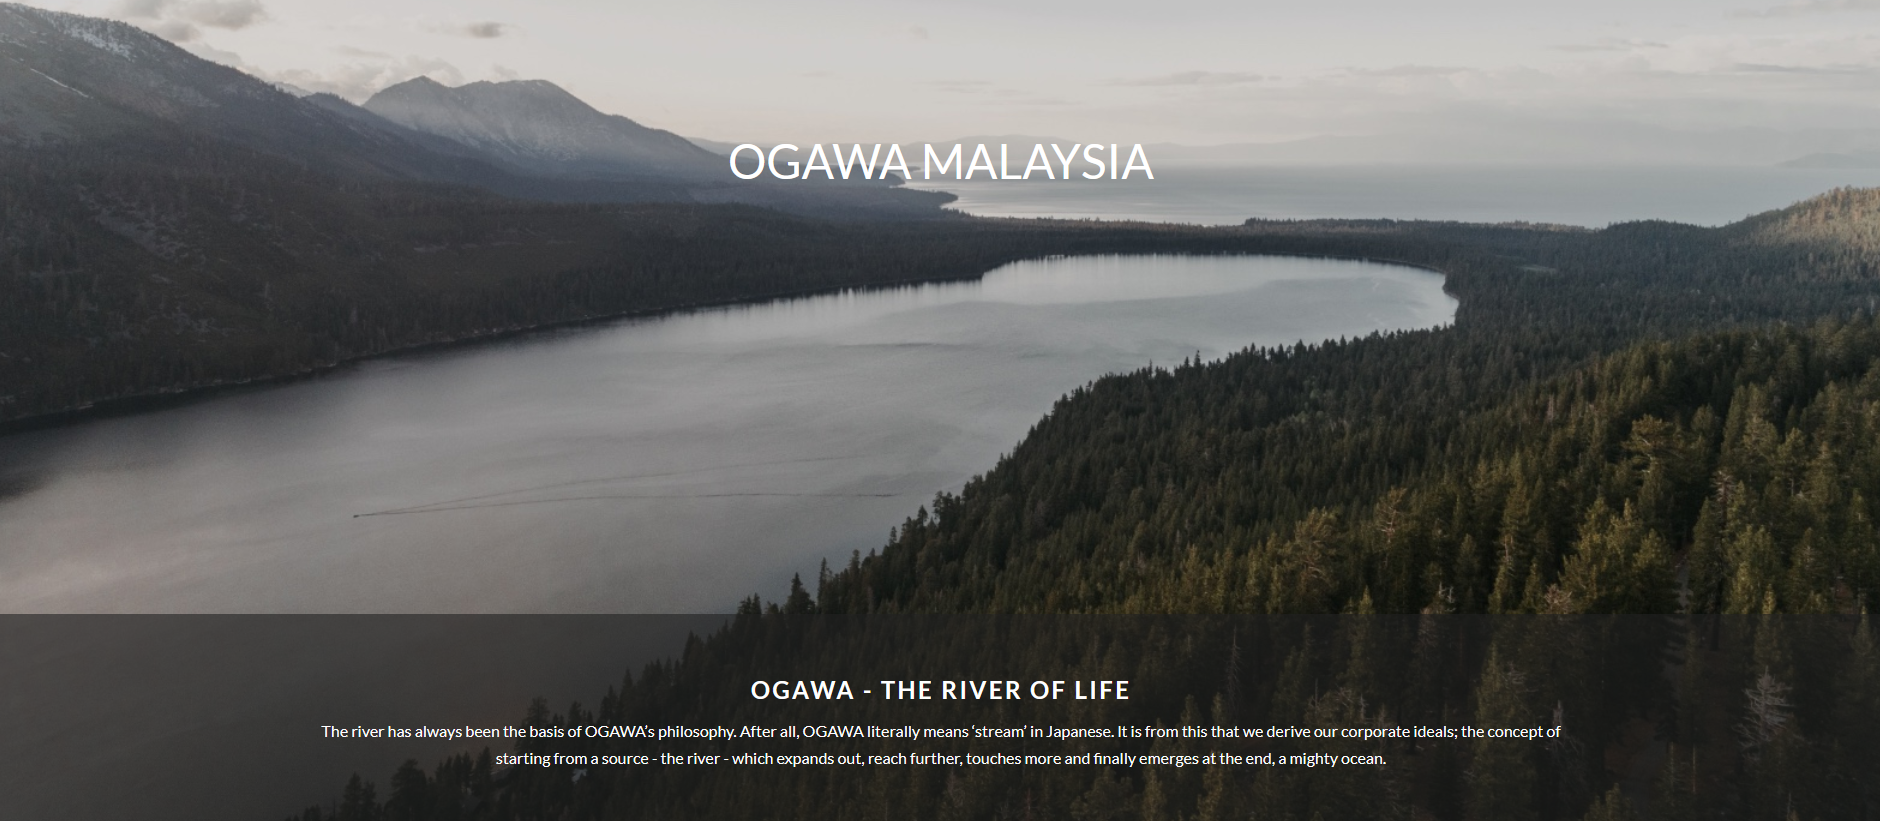 OGAWA MALAYSIA
OGAWA - THE RIVER OF LIFE
The river has always been the basis of OGAWA’s philosophy. After all, OGAWA literally means ‘stream’ in Japanese. It is from this that we derive our corporate ideals; the concept of
starting from a source - the river - which expands out, reach further, touches more and finally emerges at the end, a mighty ocean.